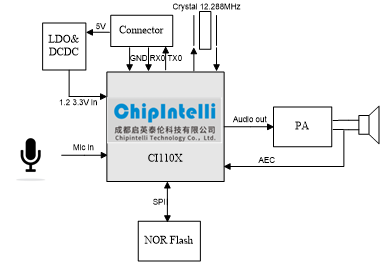 Crystal 12.288MHz
LDO&
DCDC
5V
Connector
GND
RX0
TX0
1.2 3.3V In
ChipIntelli
成都启英泰伦科技有限公司
Chipintelli Technology Co., Ltd.
CI110X
Mic in
Audio out
PA
AEC
SPI
NOR Flash